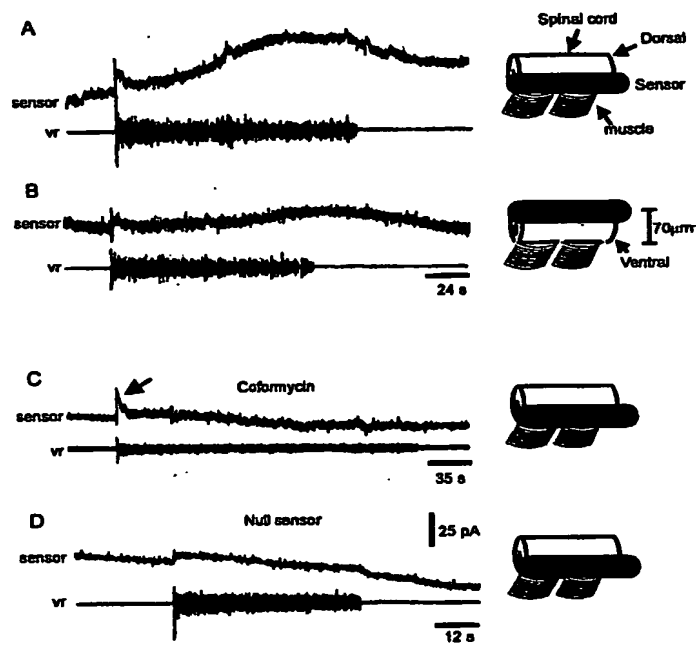 A
Spinal cord
Dorsal
sensor
Sensor
vr
muscle
B
sensor
70μm
vr
Ventral
24 s
C
Coformycin
sensor
vr
35 s
D
Null sensor
25 pA
sensor
vr
12 s